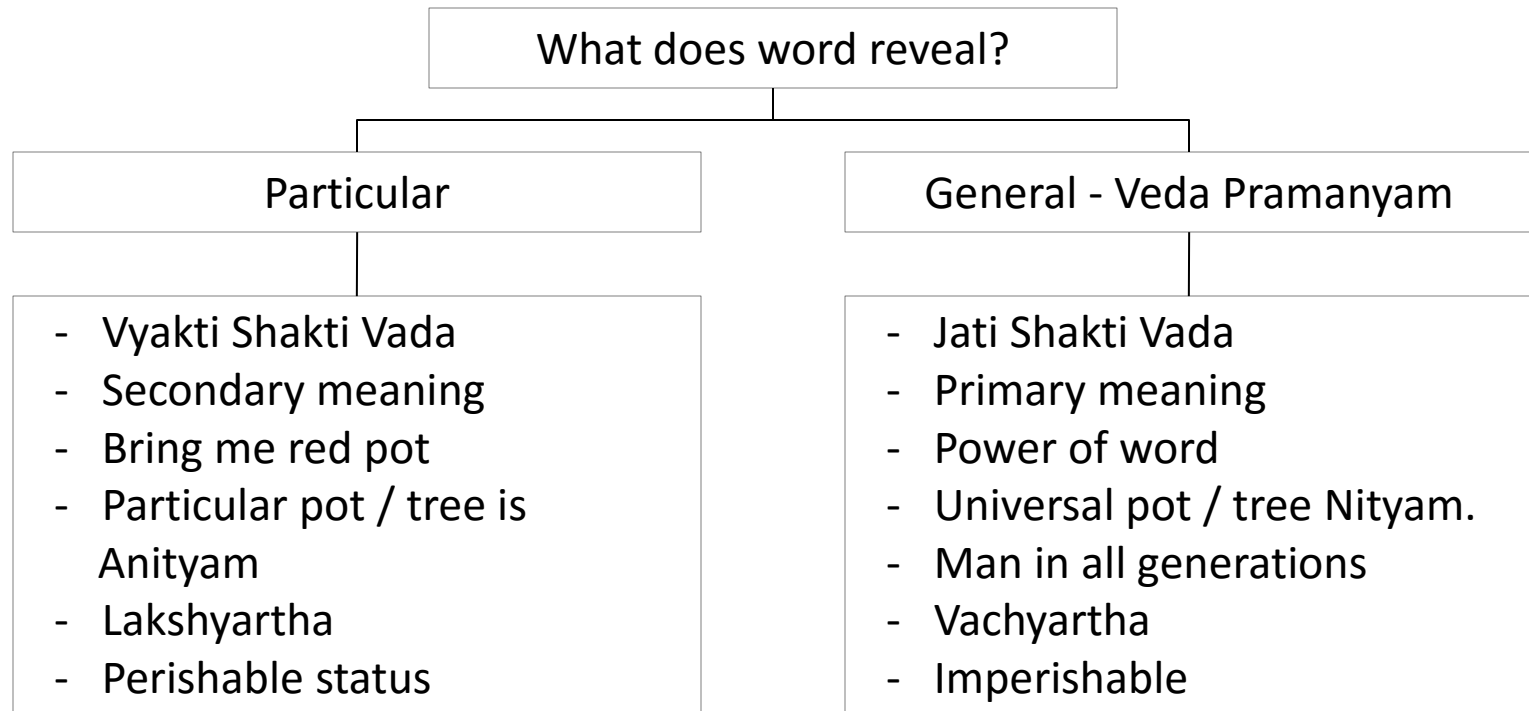 What does word reveal?
Particular
General - Veda Pramanyam
- Vyakti Shakti Vada
- Secondary meaning
- Bring me red pot
- Particular pot / tree is
Anityam
- Lakshyartha
- Perishable status
- Jati Shakti Vada
- Primary meaning
- Power of word
- Universal pot / tree Nityam.
- Man in all generations
- Vachyartha
- Imperishable